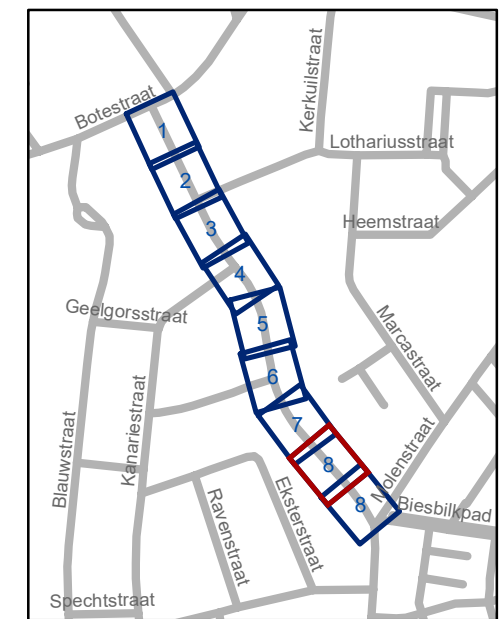 Botestraat
Kerkuilstraat
1
Lothariusstraat
2
Heemstraat
3
4
Geelgorsstraat
5
Marcastraat
6
Kanariestraat
Blauwstraat
7
Molenstraat
8
Eksterstraat
Ravenstraat
8
Biesbilkpad
Spechtstraat